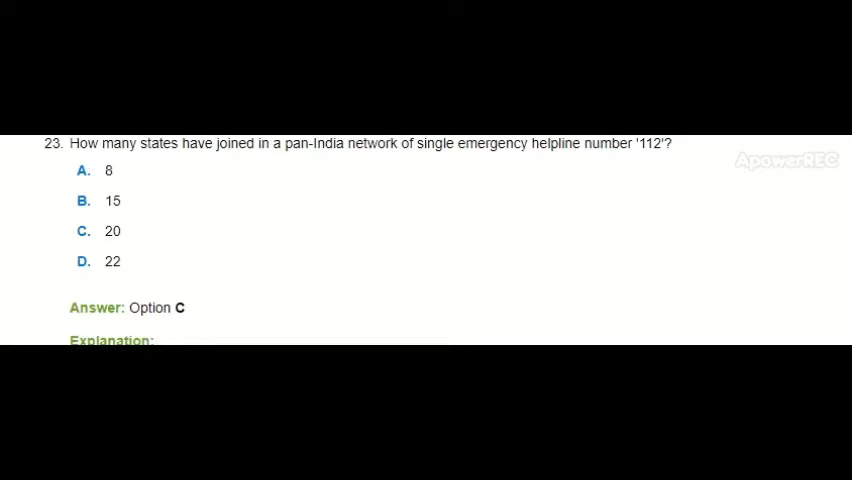 23. How many states have joined in a pan-India network of single emergency helpline number '112'?
ApowerREC
A. 8
B. 15
C. 20
D. 22
Answer: Option C
Explanation: